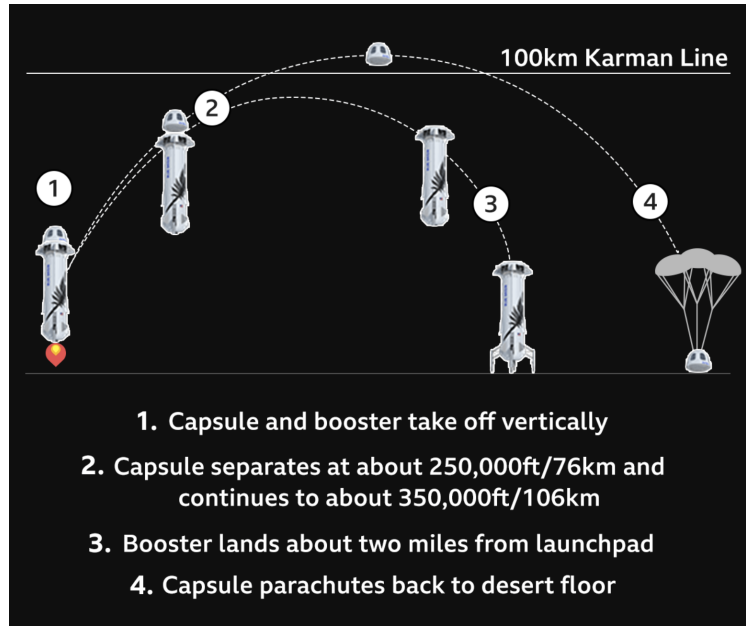 100km Karman Line
2
1
4
3
1. Capsule and booster take off vertically
2. Capsule separates at about 250,000ft/76km and
continues to about 350,000ft/106km
3. Booster lands about two miles from launchpad
4. Capsule parachutes back to desert floor